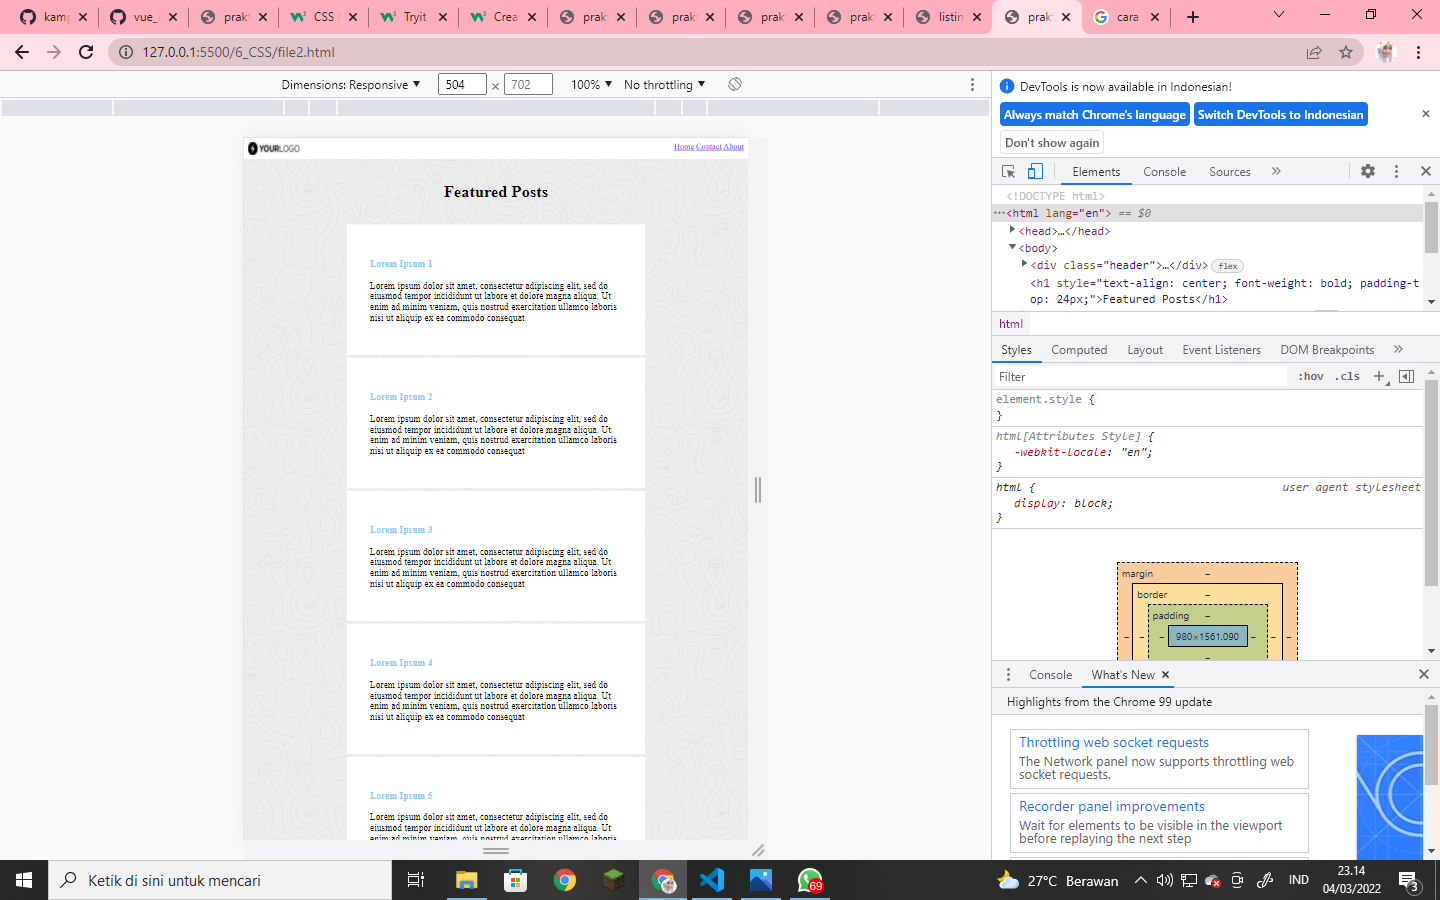 kamp
vue_i
prakt
CSS
Tryit
Crea
prakt
prakt
prakt
prakt
listin
prakt
cara
127.0.0.1:5500/6_CSS/file2.html
Dimensions: Responsive
504
×
702
100%
No throttling
YOURLOGO
Home Contact About
Featured Posts
Lorem Ipsum 1
Lorem ipsum dolor sit amet, consectetur adipiscing elit, sed do
eiusmod tempor incididunt ut labore et dolore magna aliqua. Ut
enim ad minim veniam, quis nostrud exercitation ullamco laboris
nisi ut aliquip ex ea commodo consequat
Lorem Ipsum 2
Lorem ipsum dolor sit amet, consectetur adipiscing elit, sed do
eiusmod tempor incididunt ut labore et dolore magna aliqua. Ut
enim ad minim veniam, quis nostrud exercitation ullamco laboris
nisi ut aliquip ex ea commodo consequat
Lorem Ipsum 3
Lorem ipsum dolor sit amet, consectetur adipiscing elit, sed do
eiusmod tempor incididunt ut labore et dolore magna aliqua. Ut
enim ad minim veniam, quis nostrud exercitation ullamco laboris
nisi ut aliquip ex ea commodo consequat
Lorem Ipsum 4
Lorem ipsum dolor sit amet, consectetur adipiscing elit, sed do
eiusmod tempor incididunt ut labore et dolore magna aliqua. Ut
enim ad minim veniam, quis nostrud exercitation ullamco laboris
nisi ut aliquip ex ea commodo consequat
Lorem Ipsum 5
Lorem ipsum dolor sit amet, consectetur adipiscing elit, sed do
eiusmod tempor incididunt ut labore et dolore magna aliqua. Ut
enim ad minim veniam, quis nostrud exercitation ullamco laboris
DevTools is now available in Indonesian!
Always match Chrome's language
Switch DevTools to Indonesian
Don't show again
Elements
Console
Sources
»
<!DOCTYPE html>
<html lang="en"> == $0
<head>…</head>
<body>
<div class="header">…</div> flex
<h1 style="text-align: center; font-weight: bold; padding-t
op: 24px;">Featured Posts</h1>
html
Styles
Computed
Layout
Event Listeners
DOM Breakpoints
»
Filter
:hov
.cls
element.style {
}
html[Attributes Style] {
-webkit-locale: "en";
}
html {
user agent stylesheet
display: block;
}
margin –
border –
padding –
– – – 980×1561.090 – – –
–
Console
What's New
Highlights from the Chrome 99 update
Throttling web socket requests
The Network panel now supports throttling web
socket requests.
Recorder panel improvements
Wait for elements to be visible in the viewport
before replaying the next step
Ketik di sini untuk mencari
69
27°C Berawan
IND
23.14
04/03/2022
3